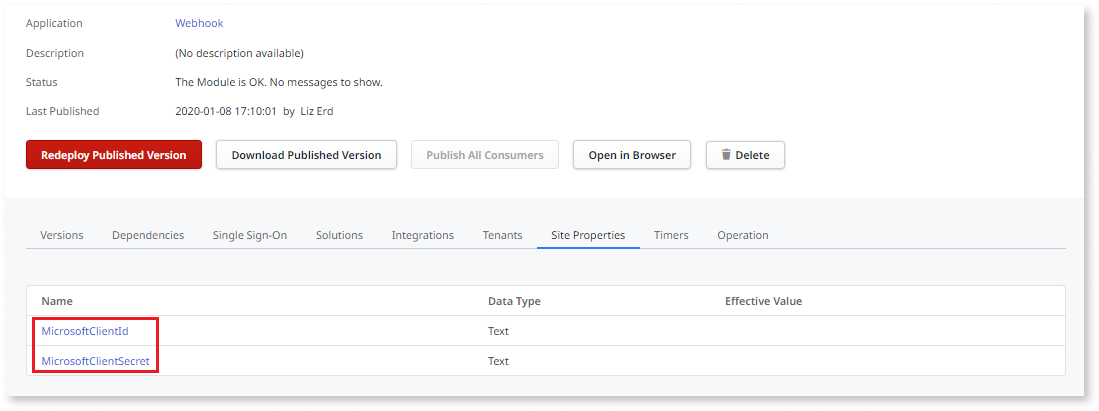 Application Webhook
Description (No description available)
Status The Module is OK. No messages to show.
Last Published 2020-01-08 17:10:01 by Liz Erd
Redeploy Published Version Download Published Version Publish All Consumers Open in Browser Delete
Versions Dependencies Single Sign-On Solutions Integrations Tenants Site Properties Timers Operation
Name Data Type Effective Value
MicrosoftClientId Text
MicrosoftClientSecret Text